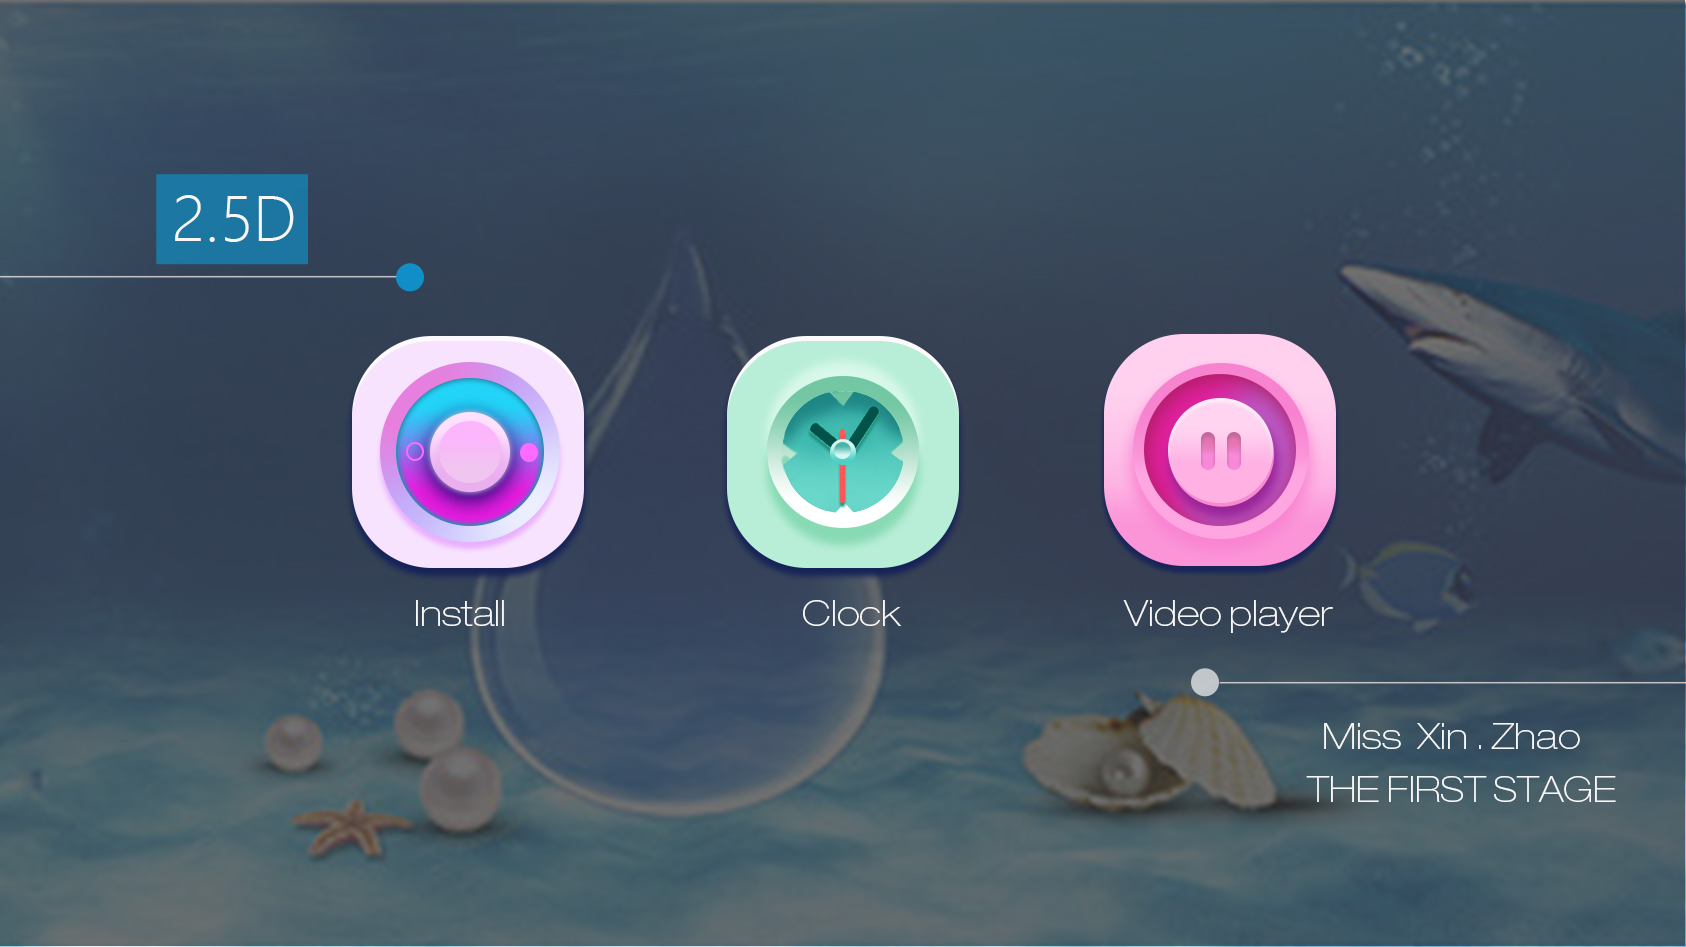 2.5D
Install
Clock
Video player
Miss Xin . Zhao
THE FIRST STAGE